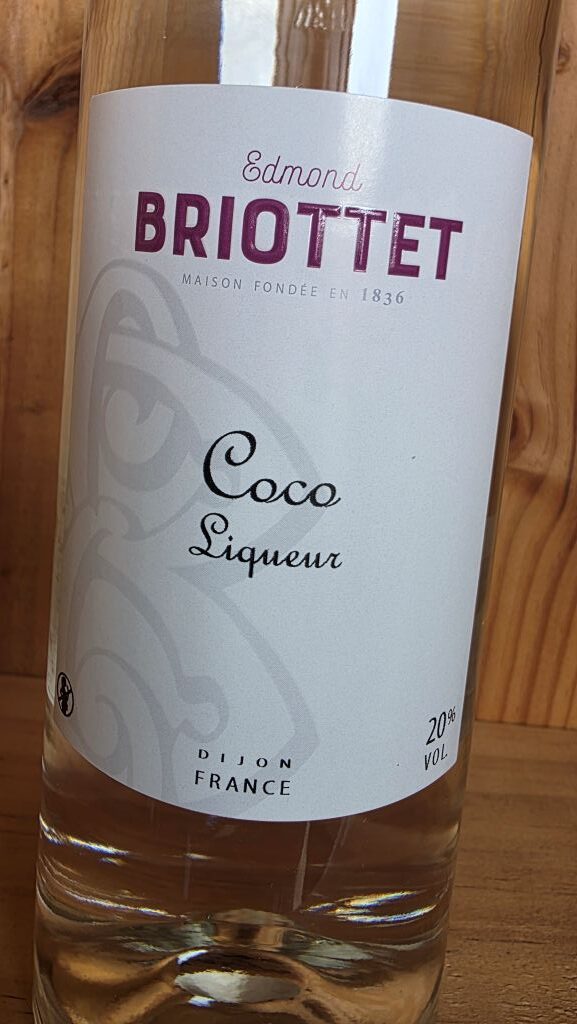 Edmond
BRIOTTET
MAISON FONDÉE EN 1836
Coco
Liqueur
20%
VOL.
DIJON
FRANCE